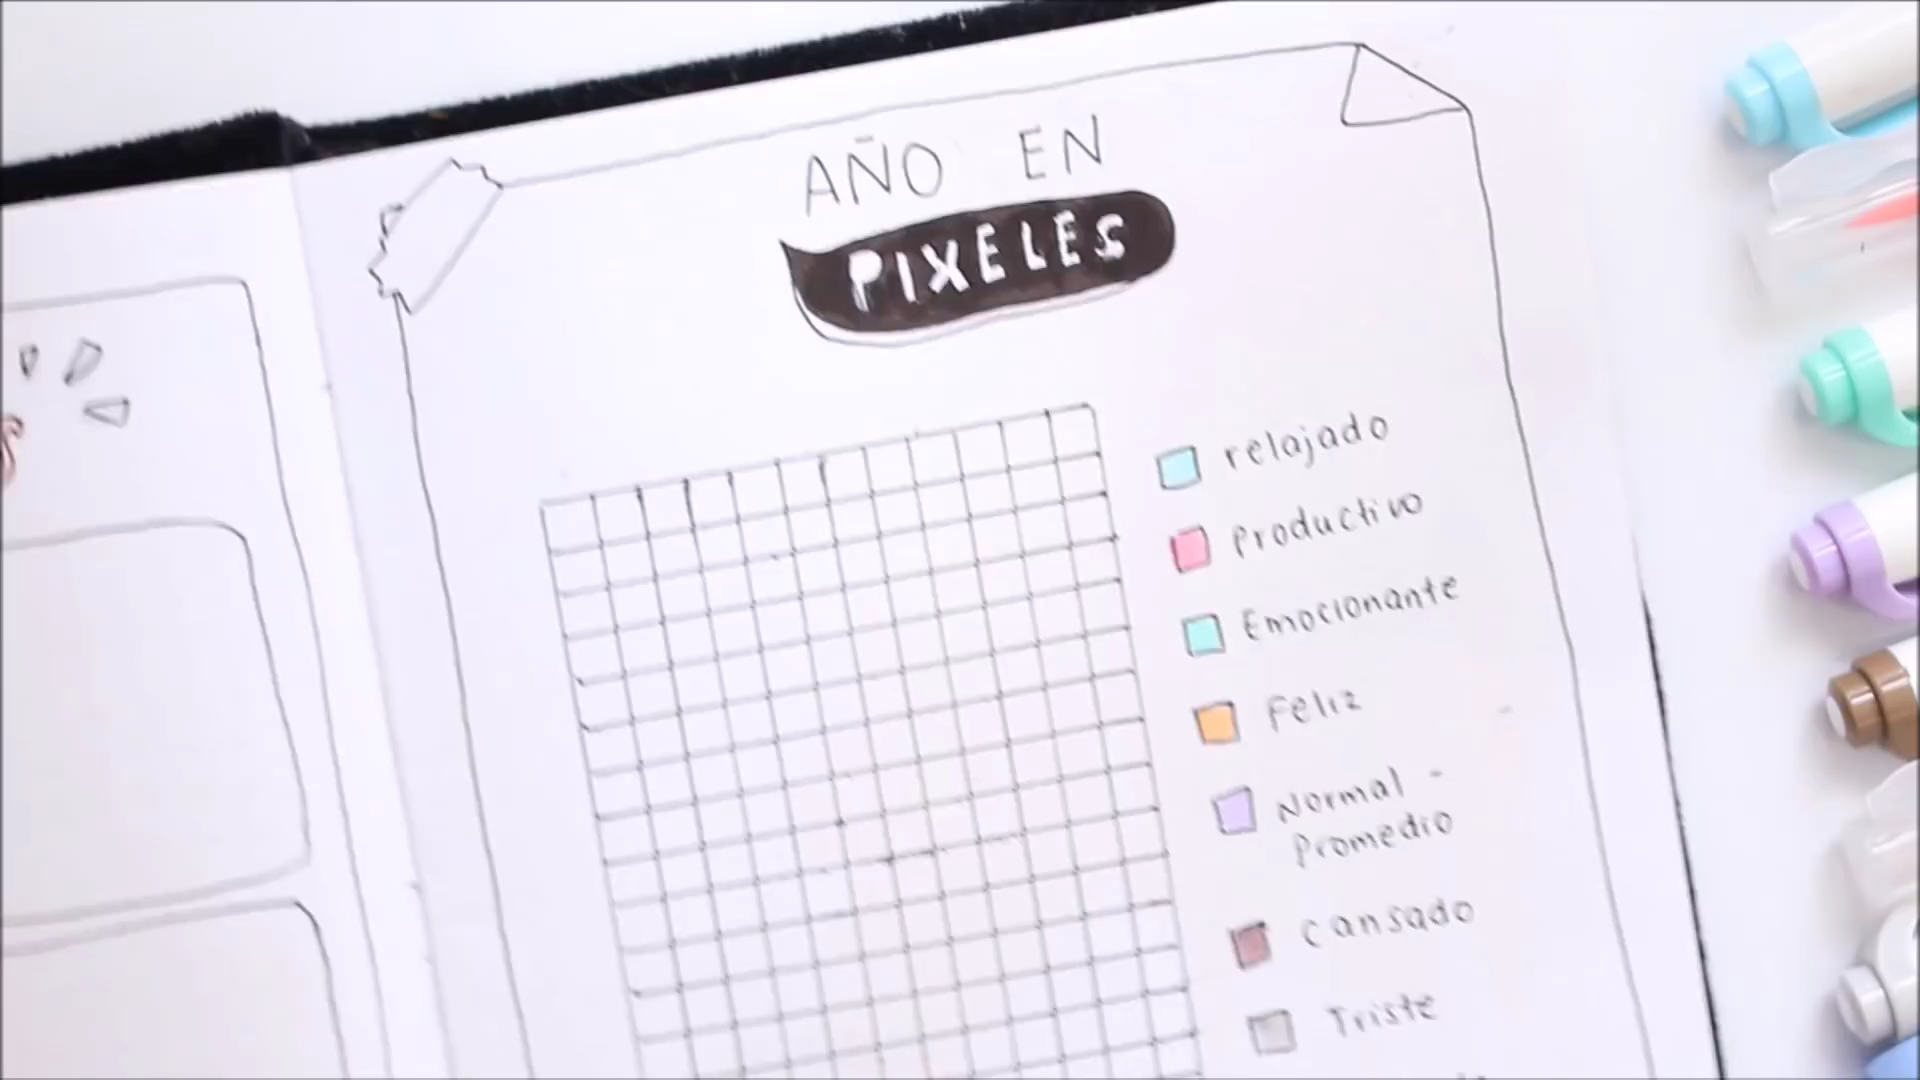 AÑO EN
PIXELES
relajado
Productivo
Emocionante
Feliz
Normal -
Promedio
Cansado
Triste